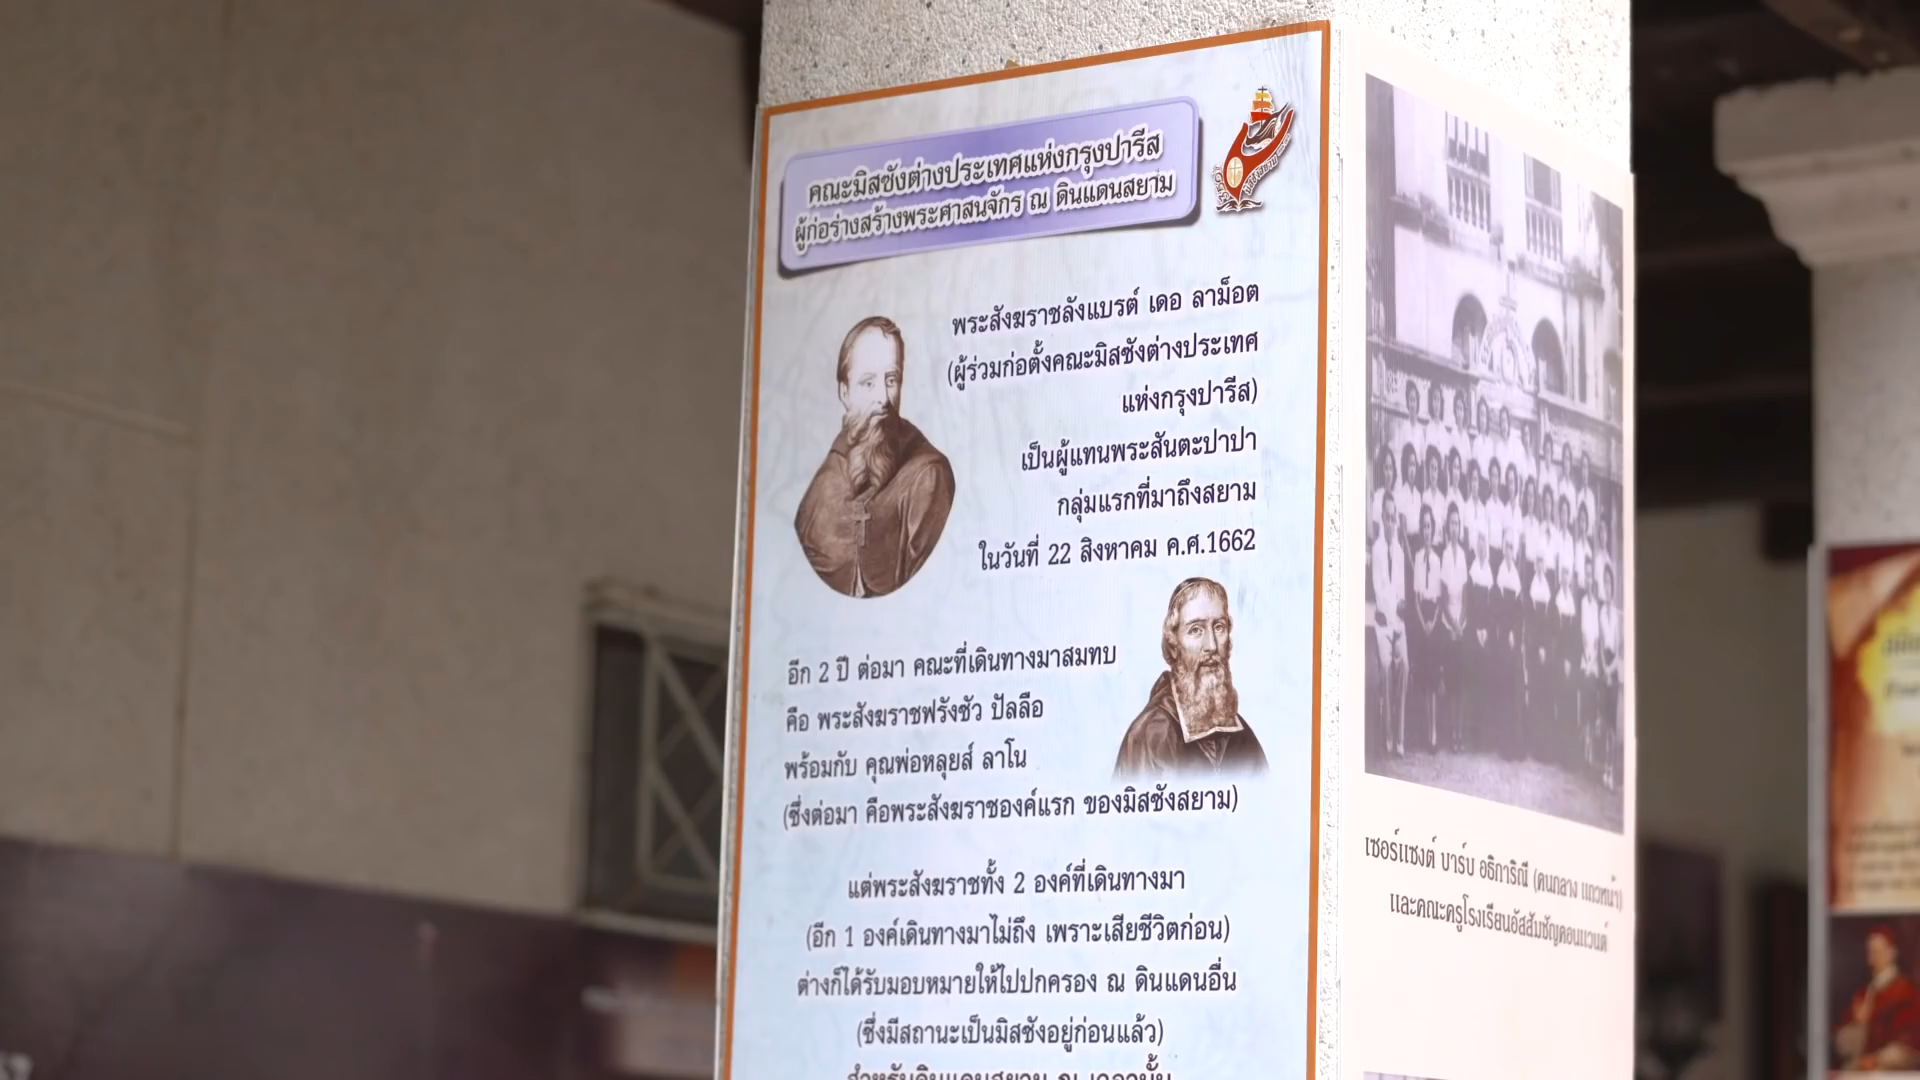 คณะมิสซังต่างประเทศแห่งกรุงปารีส
ผู้ก่อร่างสร้างพระศาสนจักร ณ ดินแดนสยาม
พระสังฆราชลังแบรต์ เดอ ลาม็อต
(ผู้ร่วมก่อตั้งคณะมิสซังต่างประเทศ
แห่งกรุงปารีส)
เป็นผู้แทนพระสันตะปาปา
กลุ่มแรกที่มาถึงสยาม
ในวันที่ 22 สิงหาคม ค.ศ.1662
อีก 2 ปี ต่อมา คณะที่เดินทางมาสมทบ
คือ พระสังฆราชฟรังซัว ปัลลือ
พร้อมกับ คุณพ่อหลุยส์ ลาโน
(ซึ่งต่อมา คือพระสังฆราชองค์แรก ของมิสซังสยาม)
แต่พระสังฆราชทั้ง 2 องค์ที่เดินทางมา
(อีก 1 องค์เดินทางมาไม่ถึง เพราะเสียชีวิตก่อน)
ต่างก็ได้รับมอบหมายให้ไปปกครอง ณ ดินแดนอื่น
(ซึ่งมีสถานะเป็นมิสซังอยู่ก่อนแล้ว)
สำหรับดินแดนสยาม ณ เวลานั้น
เซอร์แซงต์ บาร์บ อธิการิณี (คนกลาง แถวหน้า)
และคณะครูโรงเรียนอัสสัมชัญคอนแวนต์